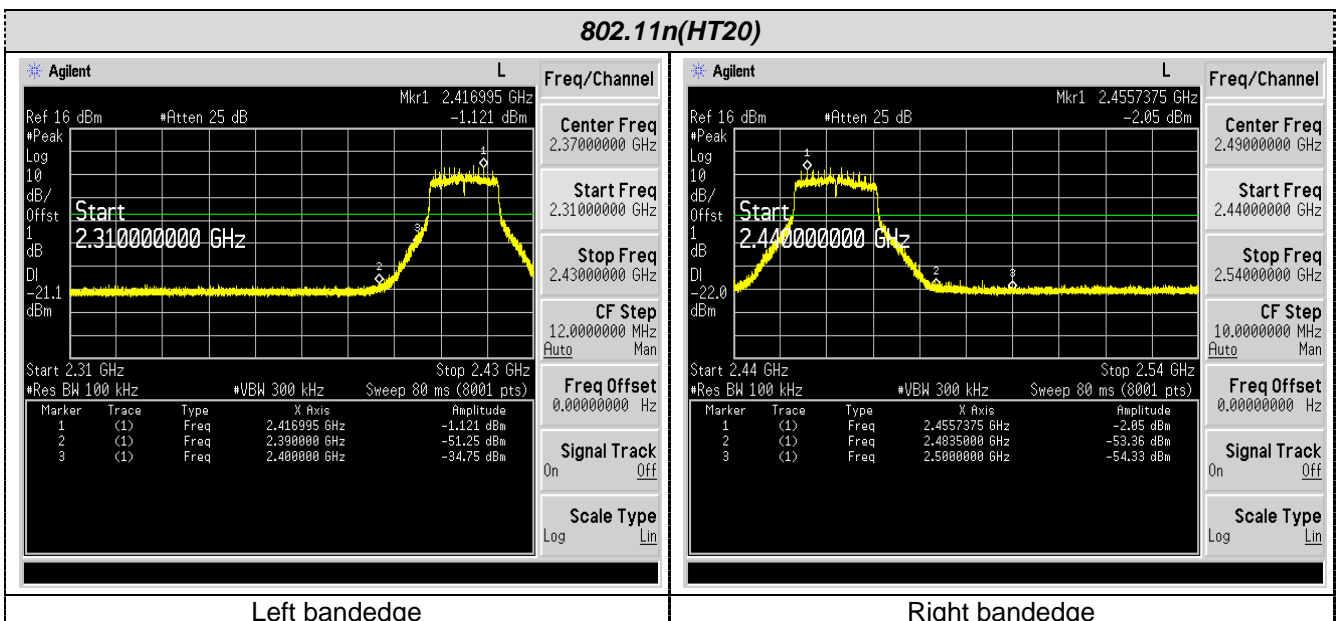 802.11n(HT20)
Agilent L
Mkr1 2.416995 GHz
Ref 16 dBm #Atten 25 dB -1.121 dBm
#Peak
Log
10
dB/
Offst
1
dB
DI
-21.1
dBm
1
2
3
Start
2.310000000 GHz
Start 2.31 GHz Stop 2.43 GHz
#Res BW 100 kHz #VBW 300 kHz Sweep 80 ms (8001 pts)
Marker Trace Type X Axis Amplitude
1 (1) Freq 2.416995 GHz -1.121 dBm
2 (1) Freq 2.390000 GHz -51.25 dBm
3 (1) Freq 2.400000 GHz -34.75 dBm
Freq/Channel
Center Freq
2.37000000 GHz
Start Freq
2.31000000 GHz
Stop Freq
2.43000000 GHz
CF Step
12.0000000 MHz
Auto Man
Freq Offset
0.00000000 Hz
Signal Track
On Off
Scale Type
Log Lin
Left bandedge
Agilent L
Mkr1 2.4557375 GHz
Ref 16 dBm #Atten 25 dB -2.05 dBm
#Peak
Log
10
dB/
Offst
1
dB
DI
-22.0
dBm
1
2
3
Start
2.440000000 GHz
Start 2.44 GHz Stop 2.54 GHz
#Res BW 100 kHz #VBW 300 kHz Sweep 80 ms (8001 pts)
Marker Trace Type X Axis Amplitude
1 (1) Freq 2.4557375 GHz -2.05 dBm
2 (1) Freq 2.4835000 GHz -53.36 dBm
3 (1) Freq 2.5000000 GHz -54.33 dBm
Freq/Channel
Center Freq
2.49000000 GHz
Start Freq
2.44000000 GHz
Stop Freq
2.54000000 GHz
CF Step
10.0000000 MHz
Auto Man
Freq Offset
0.00000000 Hz
Signal Track
On Off
Scale Type
Log Lin
Right bandedge